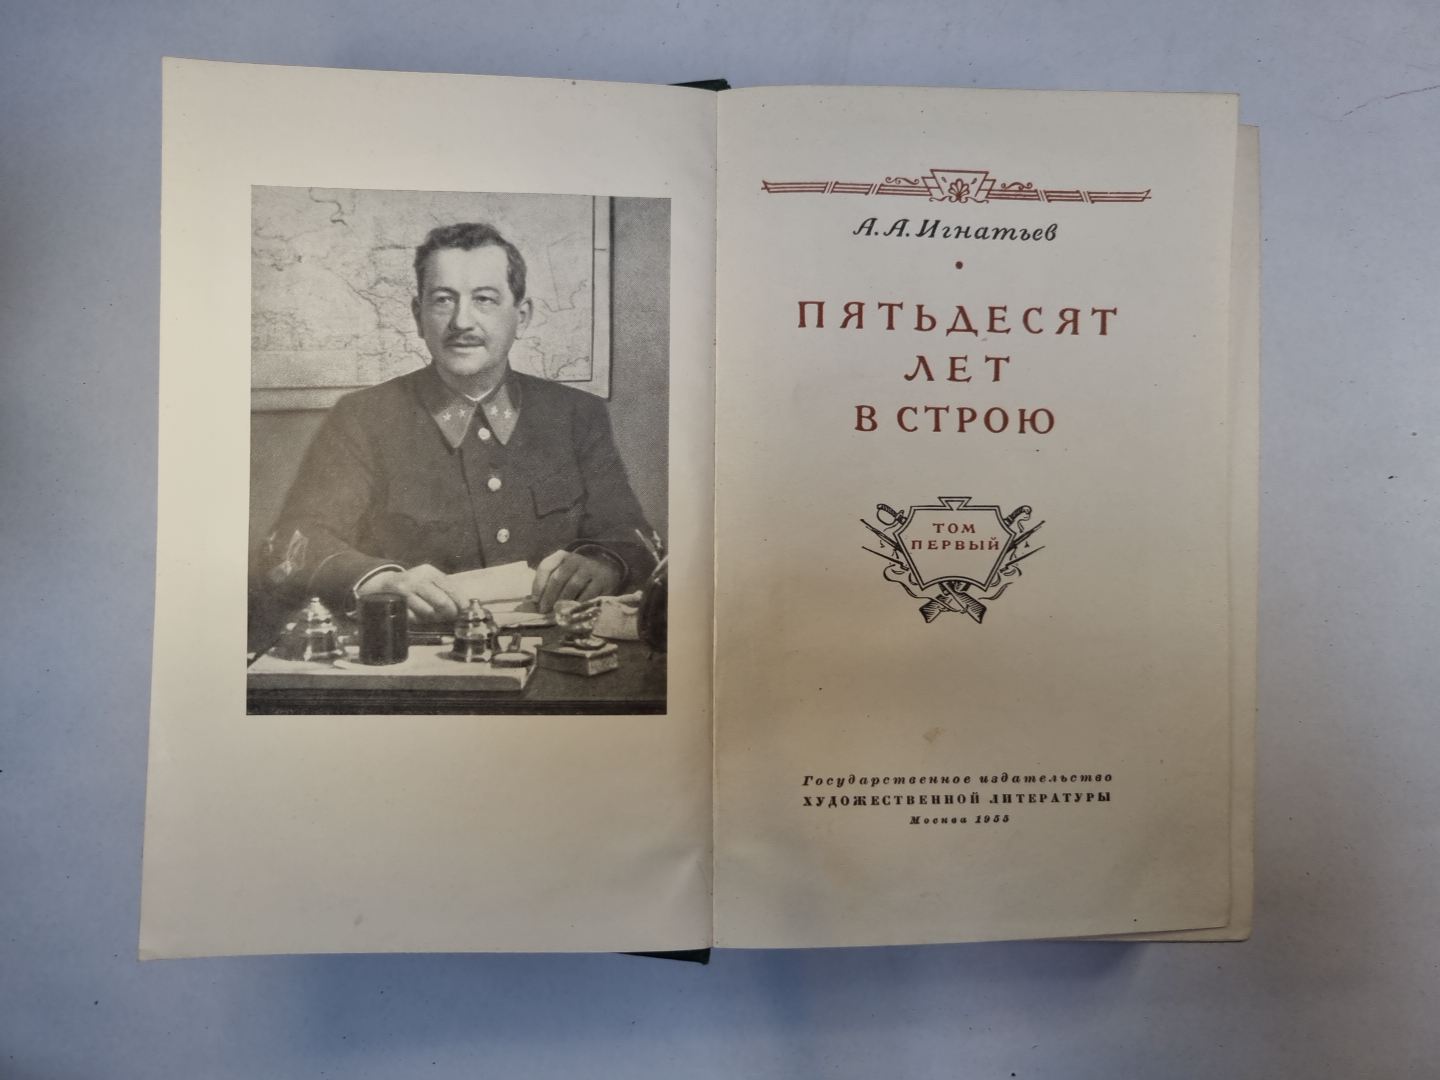 А. А. Игнатьев
ПЯТЬДЕСЯТ
ЛЕТ
В СТРОЮ
ТОМ
ПЕРВЫЙ
Государственное издательство
ХУДОЖЕСТВЕННОЙ ЛИТЕРАТУРЫ
Москва 1955